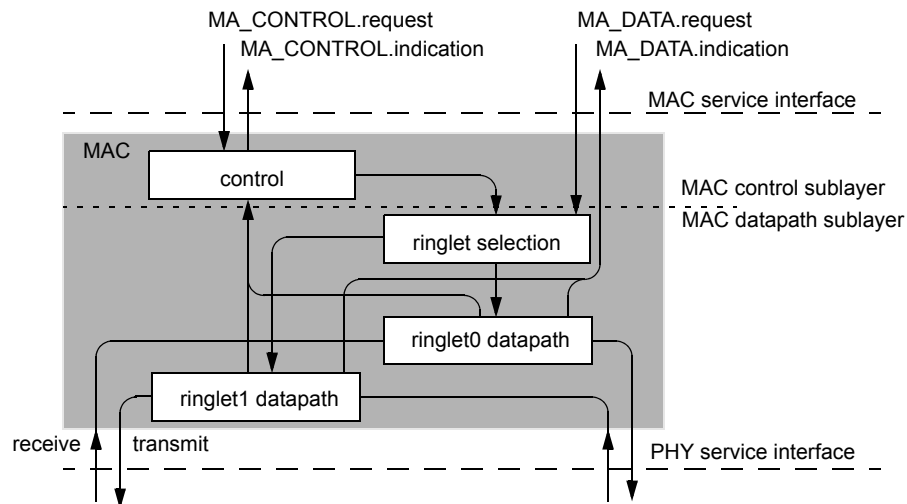 MA_CONTROL.request
MA_DATA.request
MA_CONTROL.indication
MA_DATA.indication
MAC service interface
MAC
control
MAC control sublayer
MAC datapath sublayer
ringlet selection
ringlet0 datapath
ringlet1 datapath
receive
transmit
PHY service interface